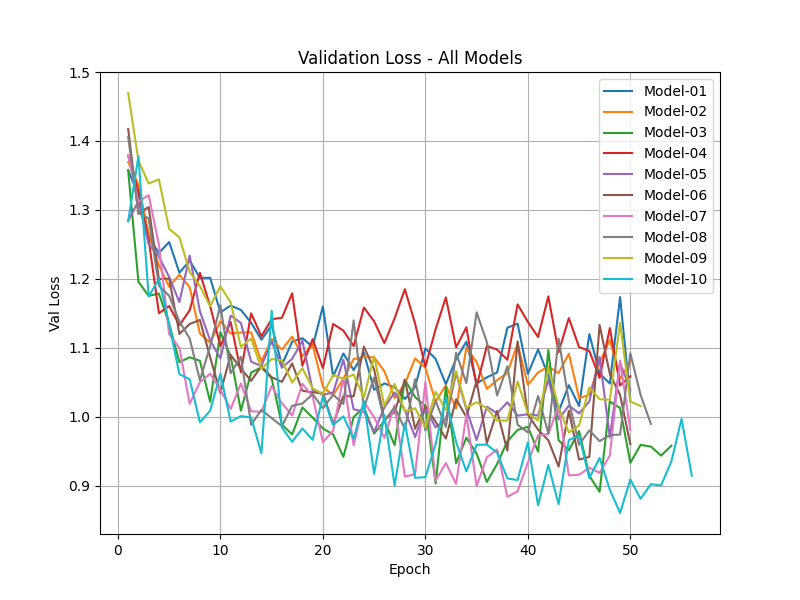 Validation Loss - All Models
Val Loss
1.5
1.4
1.3
1.2
1.1
1.0
0.9
Model-01
Model-02
Model-03
Model-04
Model-05
Model-06
Model-07
Model-08
Model-09
Model-10
0
10
20
30
40
50
Epoch